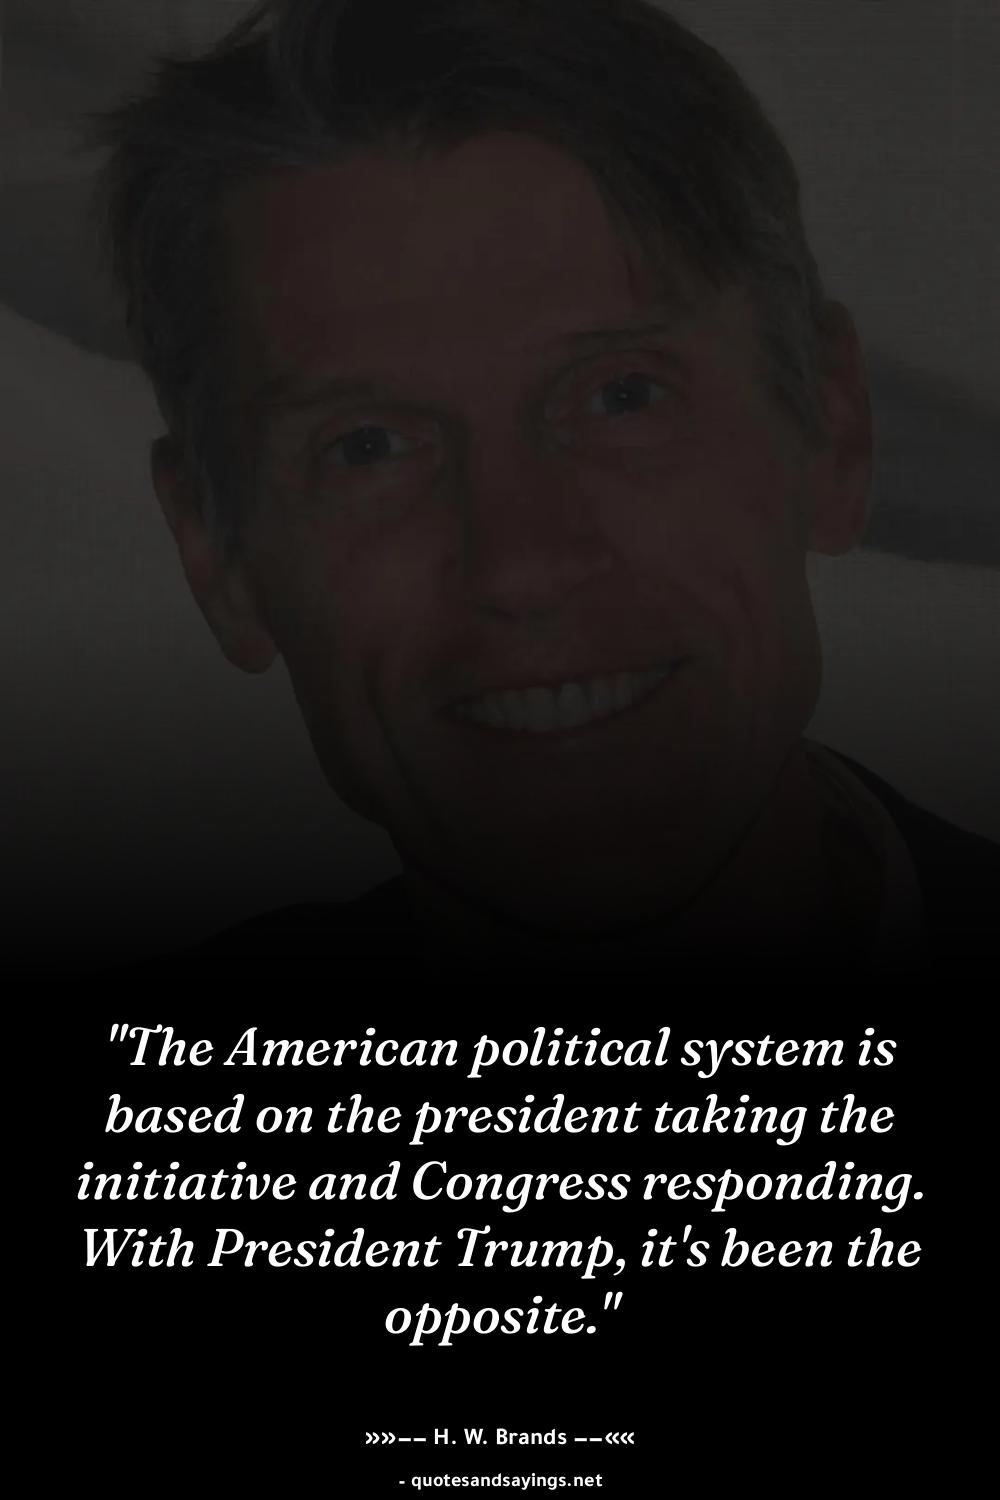 "The American political system is
based on the president taking the
initiative and Congress responding.
With President Trump, it's been the
opposite."
»»–– H. W. Brands ––««
- quotesandsayings.net